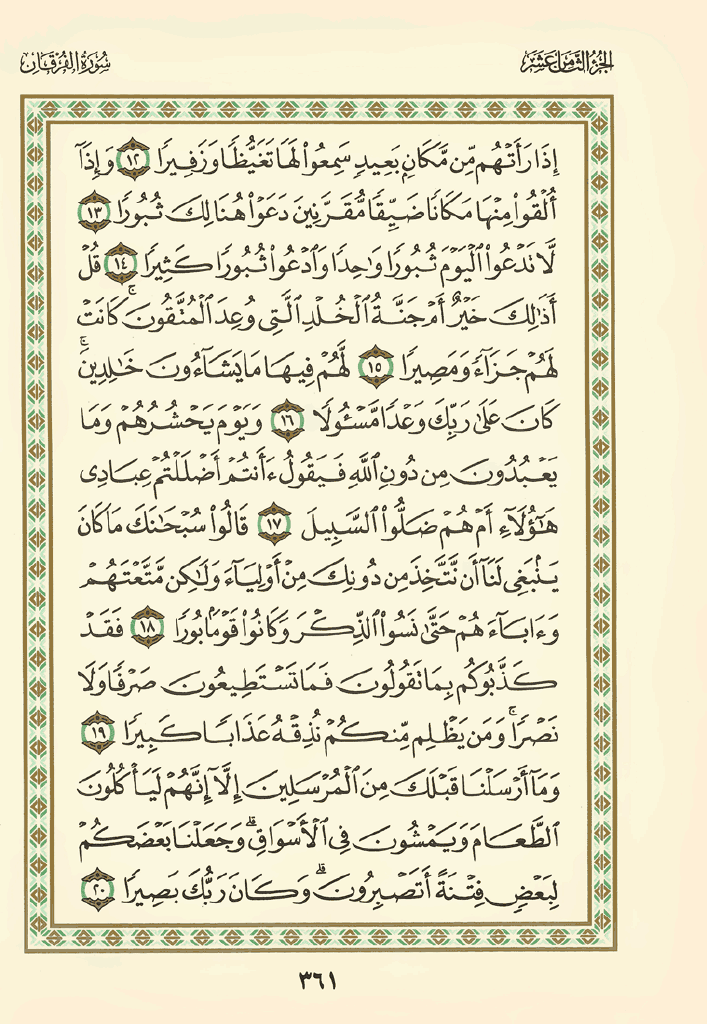 الجزء الثامن عشر
سورة الفرقان
إِذَا رَأَتْهُم مِّن مَّكَانٍۭ بَعِيدٍ سَمِعُوا۟ لَهَا تَغَيُّظًا وَزَفِيرًا ١٢ وَإِذَآ
أُلْقُوا۟ مِنْهَا مَكَانًا ضَيِّقًا مُّقَرَّنِينَ دَعَوْا۟ هُنَالِكَ ثُبُورًا ١٣
لَّا تَدْعُوا۟ ٱلْيَوْمَ ثُبُورًا وَٰحِدًا وَٱدْعُوا۟ ثُبُورًا كَثِيرًا ١٤ قُلْ
أَذَٰلِكَ خَيْرٌ أَمْ جَنَّةُ ٱلْخُلْدِ ٱلَّتِى وُعِدَ ٱلْمُتَّقُونَ ۚ كَانَتْ
لَهُمْ جَزَآءً وَمَصِيرًا ١٥ لَّهُمْ فِيهَا مَا يَشَآءُونَ خَٰلِدِينَ ۚ
كَانَ عَلَىٰ رَبِّكَ وَعْدًا مَّسْـُٔولًا ١٦ وَيَوْمَ يَحْشُرُهُمْ وَمَا
يَعْبُدُونَ مِن دُونِ ٱللَّهِ فَيَقُولُ ءَأَنتُمْ أَضْلَلْتُمْ عِبَادِى
هَٰٓؤُلَآءِ أَمْ هُمْ ضَلُّوا۟ ٱلسَّبِيلَ ١٧ قَالُوا۟ سُبْحَٰنَكَ مَا كَانَ
يَنۢبَغِى لَنَآ أَن نَّتَّخِذَ مِن دُونِكَ مِنْ أَوْلِيَآءَ وَلَٰكِن مَّتَّعْتَهُمْ
وَءَابَآءَهُمْ حَتَّىٰ نَسُوا۟ ٱلذِّكْرَ وَكَانُوا۟ قَوْمًۢا بُورًا ١٨ فَقَدْ
كَذَّبُوكُم بِمَا تَقُولُونَ فَمَا تَسْتَطِيعُونَ صَرْفًا وَلَا
نَصْرًا ۚ وَمَن يَظْلِم مِّنكُمْ نُذِقْهُ عَذَابًا كَبِيرًا ١٩
وَمَآ أَرْسَلْنَا قَبْلَكَ مِنَ ٱلْمُرْسَلِينَ إِلَّآ إِنَّهُمْ لَيَأْكُلُونَ
ٱلطَّعَامَ وَيَمْشُونَ فِى ٱلْأَسْوَاقِ ۗ وَجَعَلْنَا بَعْضَكُمْ
لِبَعْضٍ فِتْنَةً أَتَصْبِرُونَ ۗ وَكَانَ رَبُّكَ بَصِيرًا ٢٠
٣٦١